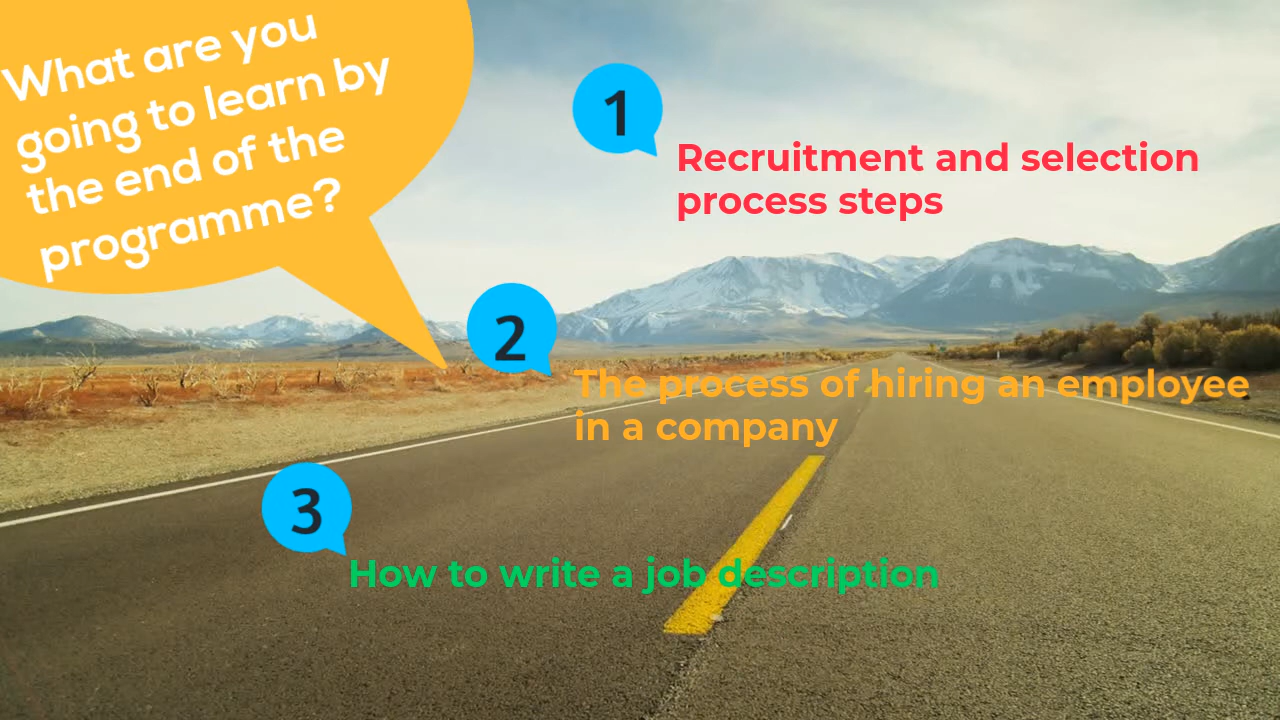 What are you
going to learn by
the end of the
programme?
1
Recruitment and selection
process steps
2
The process of hiring an employee
in a company
3
How to write a job description